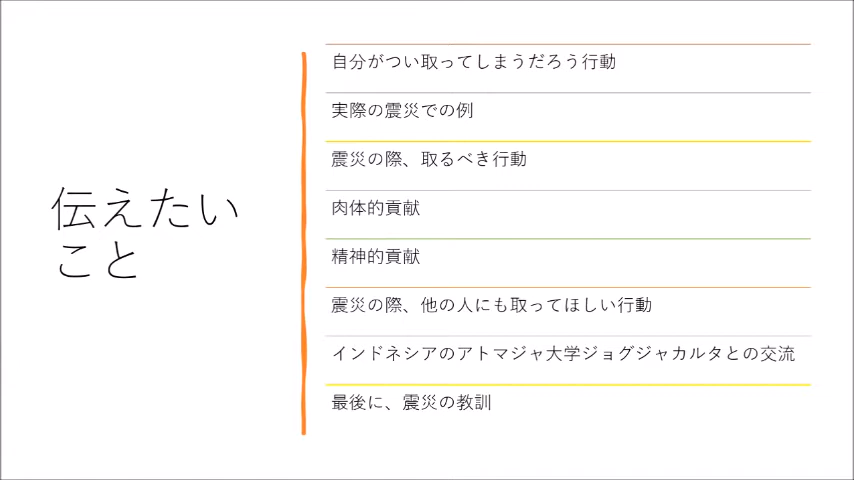 伝えたい
こと
自分がつい取ってしまうだろう行動
実際の震災での例
震災の際、取るべき行動
肉体的貢献
精神的貢献
震災の際、他の人にも取ってほしい行動
インドネシアのアトマジャ大学ジョグジャカルタとの交流
最後に、震災の教訓